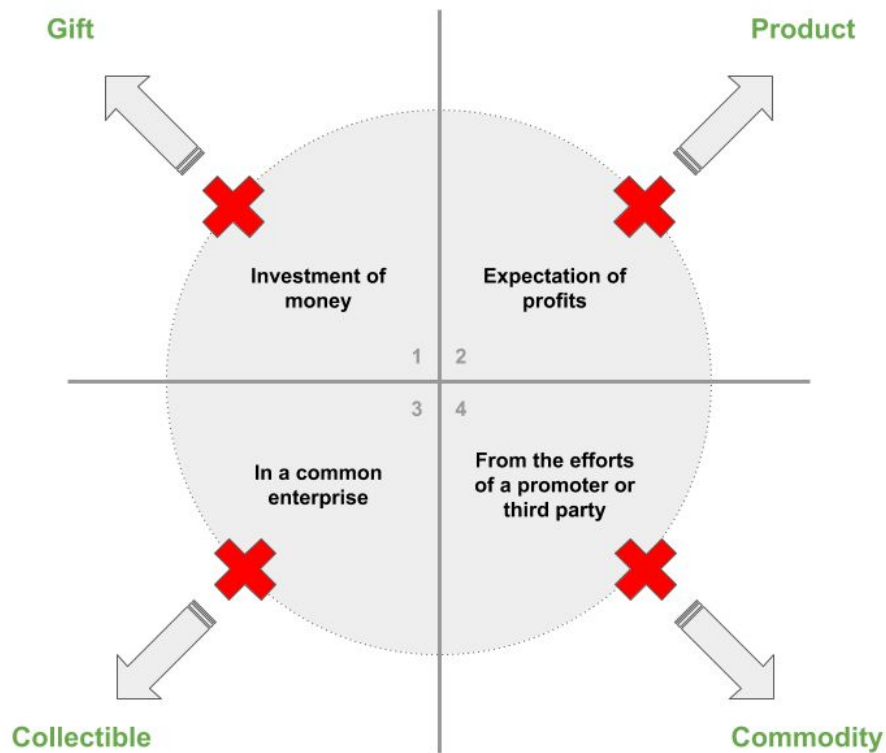 Gift
Product
Investment of
money
Expectation of
profits
1
2
3
4
In a common
enterprise
From the efforts
of a promoter or
third party
Collectible
Commodity